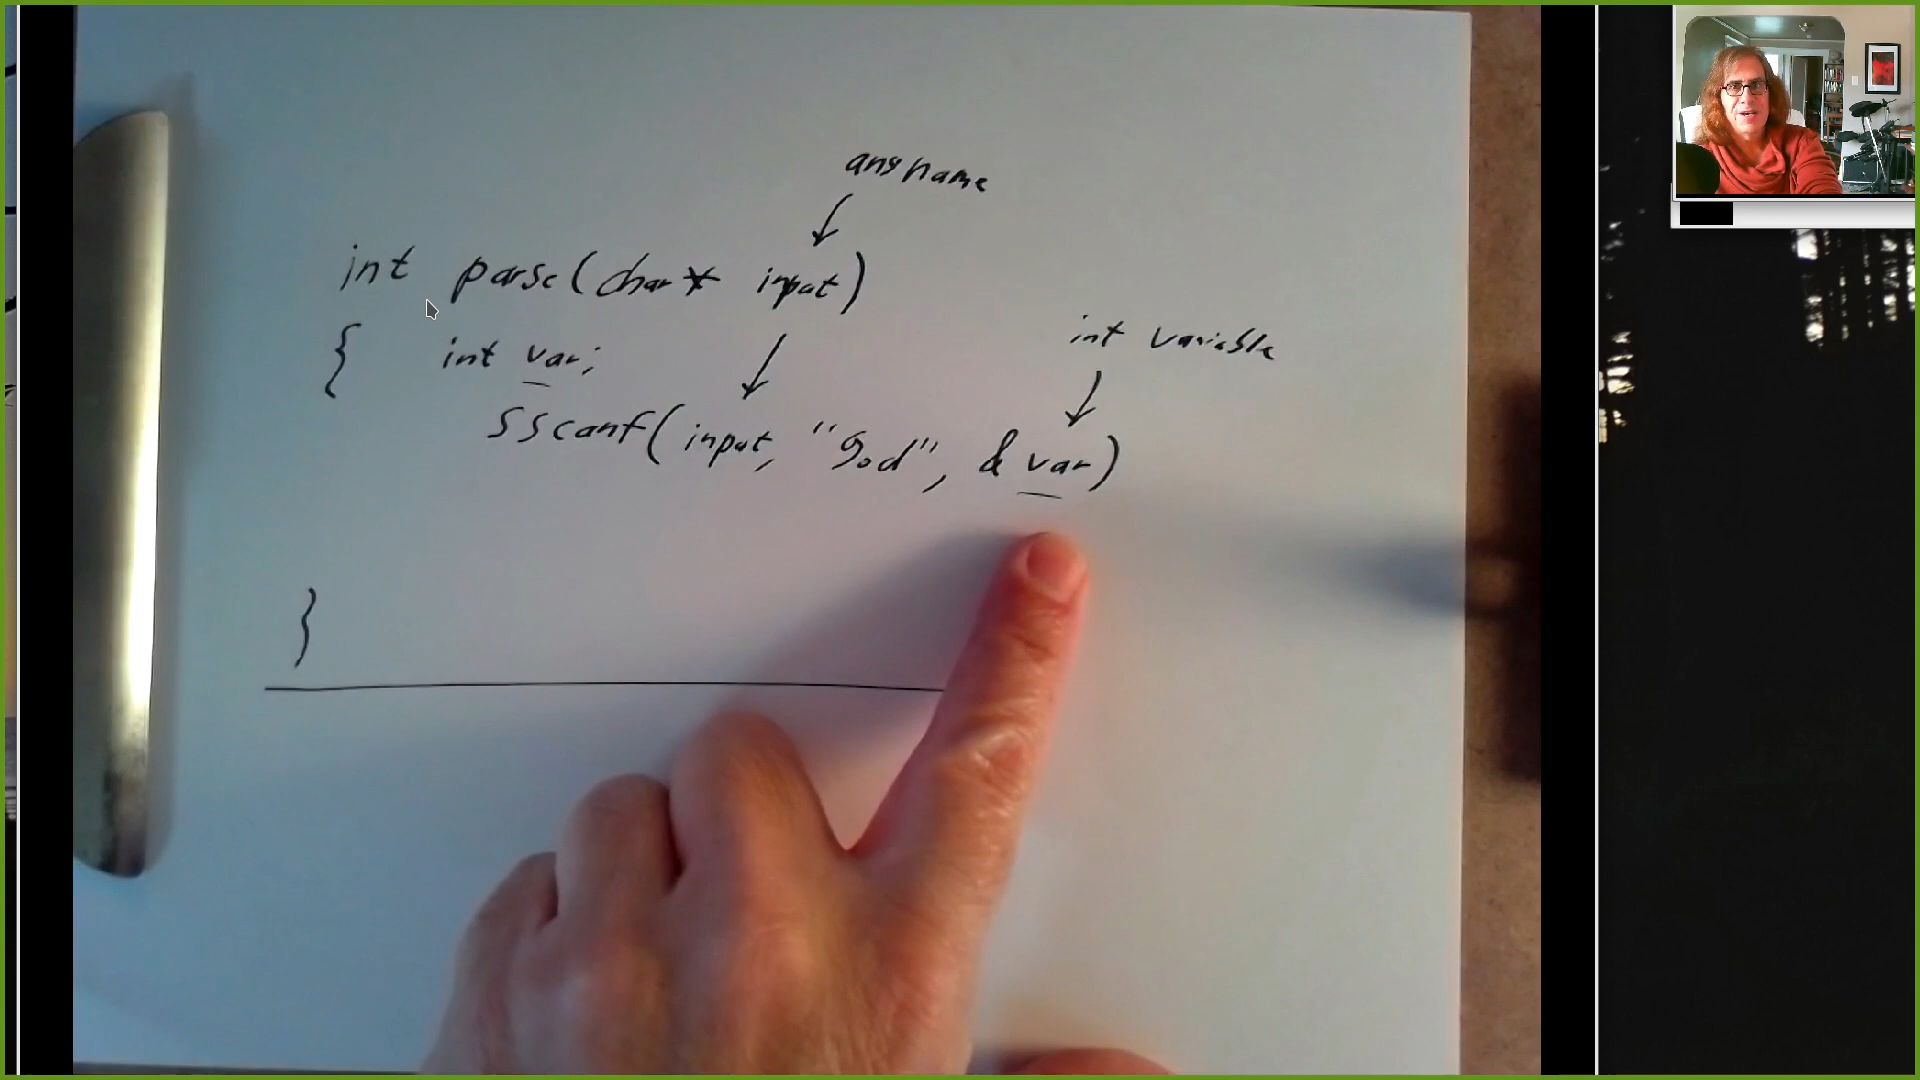 any name
int parse(char* input)
{ int var;
int variable
sscanf(input, "%d", & var)
}